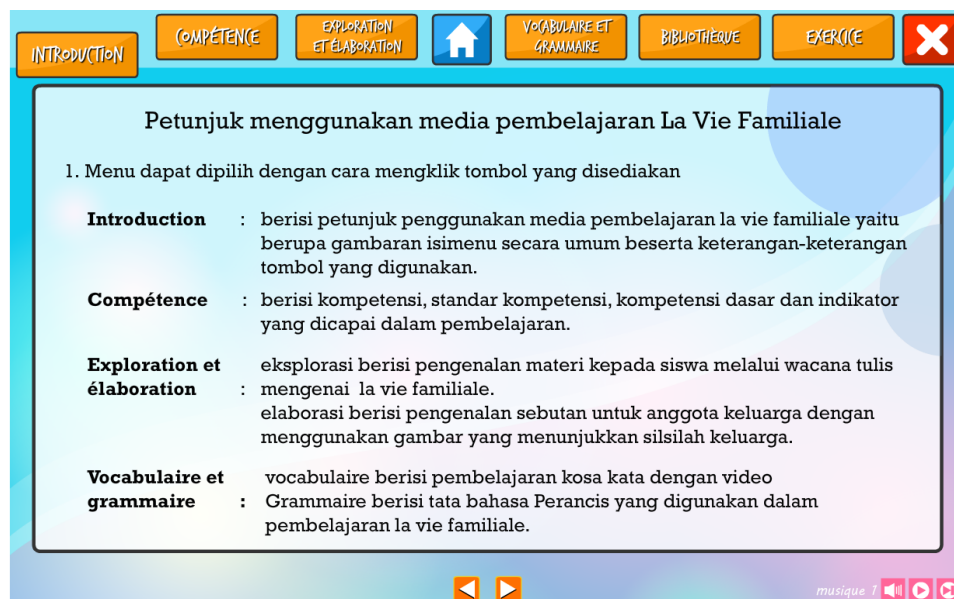 INTRODUCTION
COMPÉTENCE
EXPLORATION
ET ÉLABORATION
VOCABULAIRE ET
GRAMMAIRE
BIBLIOTHÈQUE
EXERCICE
Petunjuk menggunakan media pembelajaran La Vie Familiale
1. Menu dapat dipilih dengan cara mengklik tombol yang disediakan
Introduction : berisi petunjuk penggunakan media pembelajaran la vie familiale yaitu
berupa gambaran isimenu secara umum beserta keterangan-keterangan
tombol yang digunakan.
Compétence : berisi kompetensi, standar kompetensi, kompetensi dasar dan indikator
yang dicapai dalam pembelajaran.
Exploration et eksplorasi berisi pengenalan materi kepada siswa melalui wacana tulis
élaboration : mengenai la vie familiale.
elaborasi berisi pengenalan sebutan untuk anggota keluarga dengan
menggunakan gambar yang menunjukkan silsilah keluarga.
Vocabulaire et vocabulaire berisi pembelajaran kosa kata dengan video
grammaire : Grammaire berisi tata bahasa Perancis yang digunakan dalam
pembelajaran la vie familiale.
musique 1